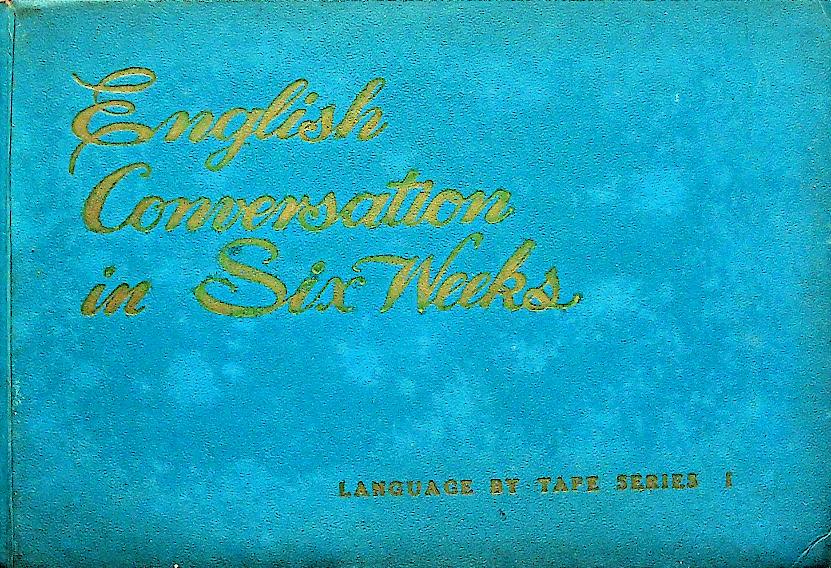 English
Conversation
in Six Weeks
LANGUAGE BY TAPE SERIES I